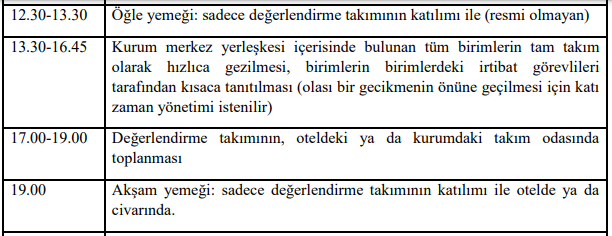 12.30-13.30 Öğle yemeği: sadece değerlendirme takımının katılımı ile (resmi olmayan)
13.30-16.45 Kurum merkez yerleşkesi içerisinde bulunan tüm birimlerin tam takım
olarak hızlıca gezilmesi, birimlerin birimlerdeki irtibat görevlileri
tarafından kısaca tanıtılması (olası bir gecikmenin önüne geçilmesi için katı
zaman yönetimi istenilir)
17.00-19.00 Değerlendirme takımının, oteldeki ya da kurumdaki takım odasında
toplanması
19.00 Akşam yemeği: sadece değerlendirme takımının katılımı ile otelde ya da
civarında.